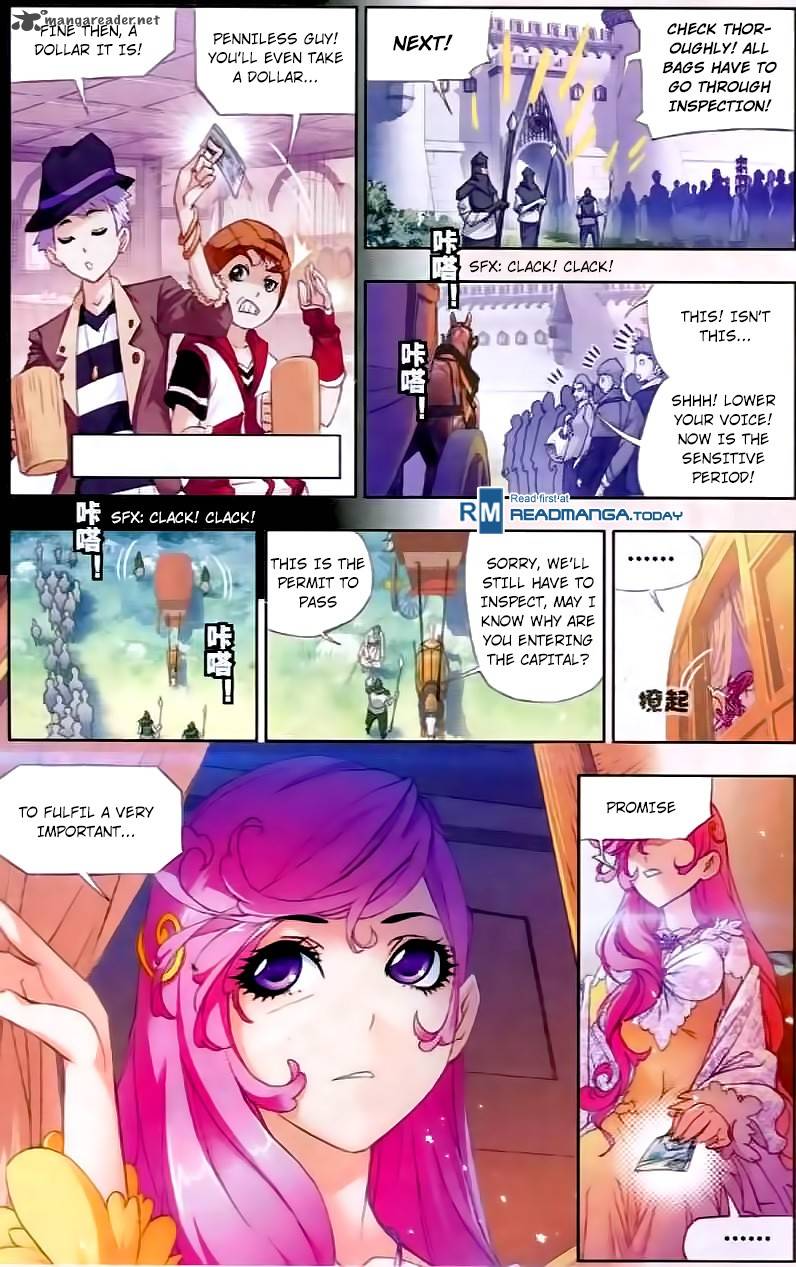 mangareader.net
FINE THEN, A
DOLLAR IT IS!
PENNILESS GUY!
YOU'LL EVEN TAKE
A DOLLAR...
NEXT!
CHECK THOR-
OUGHLY! ALL
BAGS HAVE TO
GO THROUGH
INSPECTION!
咔嗒!
SFX: CLACK! CLACK!
咔嗒!
THIS! ISN'T
THIS...
SHHH! LOWER
YOUR VOICE!
NOW IS THE
SENSITIVE
PERIOD!
RM
Read first at
READMANGA.TODAY
咔嗒!
SFX: CLACK! CLACK!
咔嗒!
THIS IS THE
PERMIT TO
PASS
SORRY, WE'LL
STILL HAVE TO
INSPECT, MAY I
KNOW WHY ARE
YOU ENTERING
THE CAPITAL?
......
撩起
TO FULFIL A VERY
IMPORTANT...
PROMISE
......